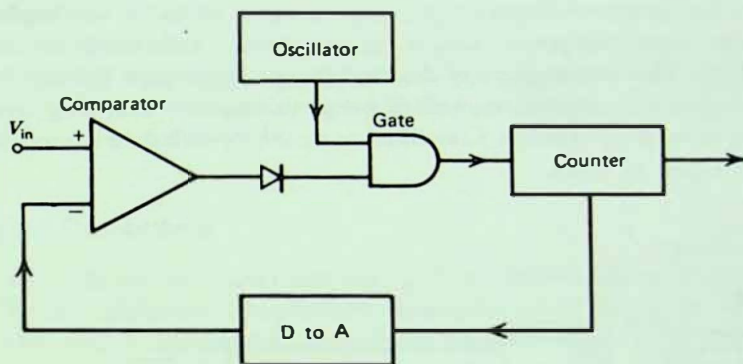 Oscillator
Comparator
Gate
V_in
+
Counter
−
D to A